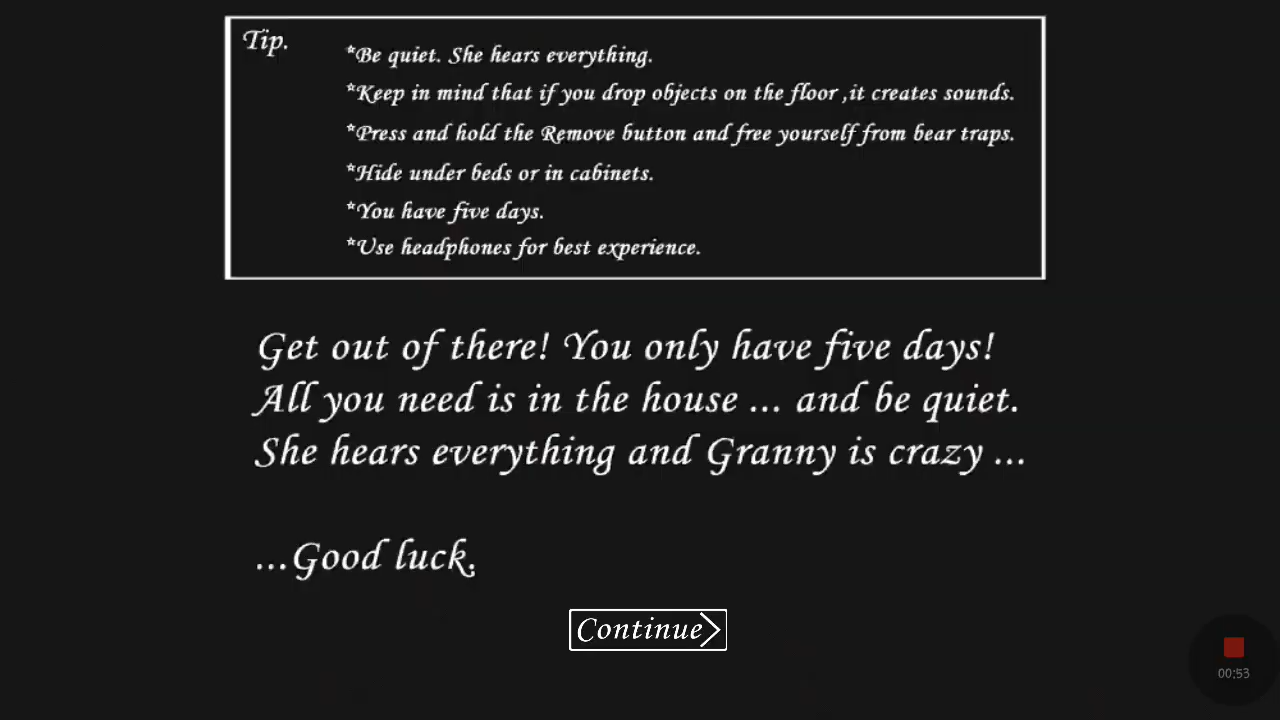 Tip.
*Be quiet. She hears everything.
*Keep in mind that if you drop objects on the floor ,it creates sounds.
*Press and hold the Remove button and free yourself from bear traps.
*Hide under beds or in cabinets.
*You have five days.
*Use headphones for best experience.
Get out of there! You only have five days!
All you need is in the house ... and be quiet.
She hears everything and Granny is crazy ...
...Good luck.
Continue
00:53